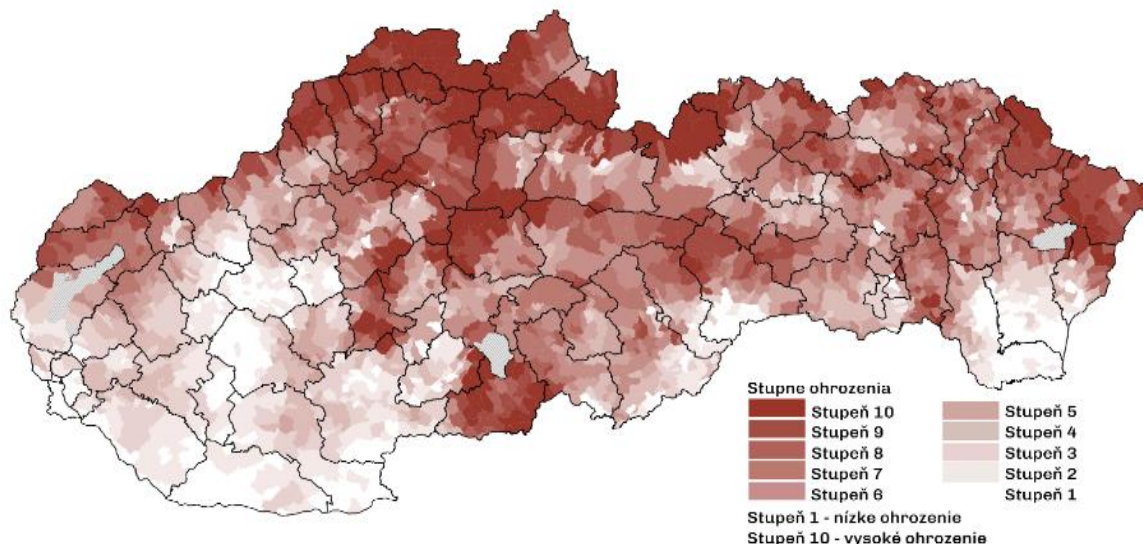 Stupne ohrozenia
Stupeň 10
Stupeň 9
Stupeň 8
Stupeň 7
Stupeň 6
Stupeň 5
Stupeň 4
Stupeň 3
Stupeň 2
Stupeň 1
Stupeň 1 - nízke ohrozenie
Stupeň 10 - vysoké ohrozenie